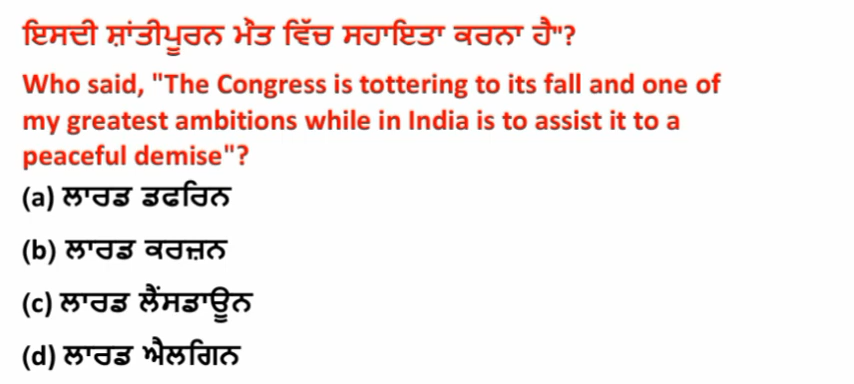 ਇਸਦੀ ਸ਼ਾਂਤੀਪੂਰਨ ਮੌਤ ਵਿੱਚ ਸਹਾਇਤਾ ਕਰਨਾ ਹੈ"?
Who said, "The Congress is tottering to its fall and one of
my greatest ambitions while in India is to assist it to a
peaceful demise"?
(a) ਲਾਰਡ ਡਫਰਿਨ
(b) ਲਾਰਡ ਕਰਜ਼ਨ
(c) ਲਾਰਡ ਲੈਂਸਡਾਊਨ
(d) ਲਾਰਡ ਐਲਗਿਨ